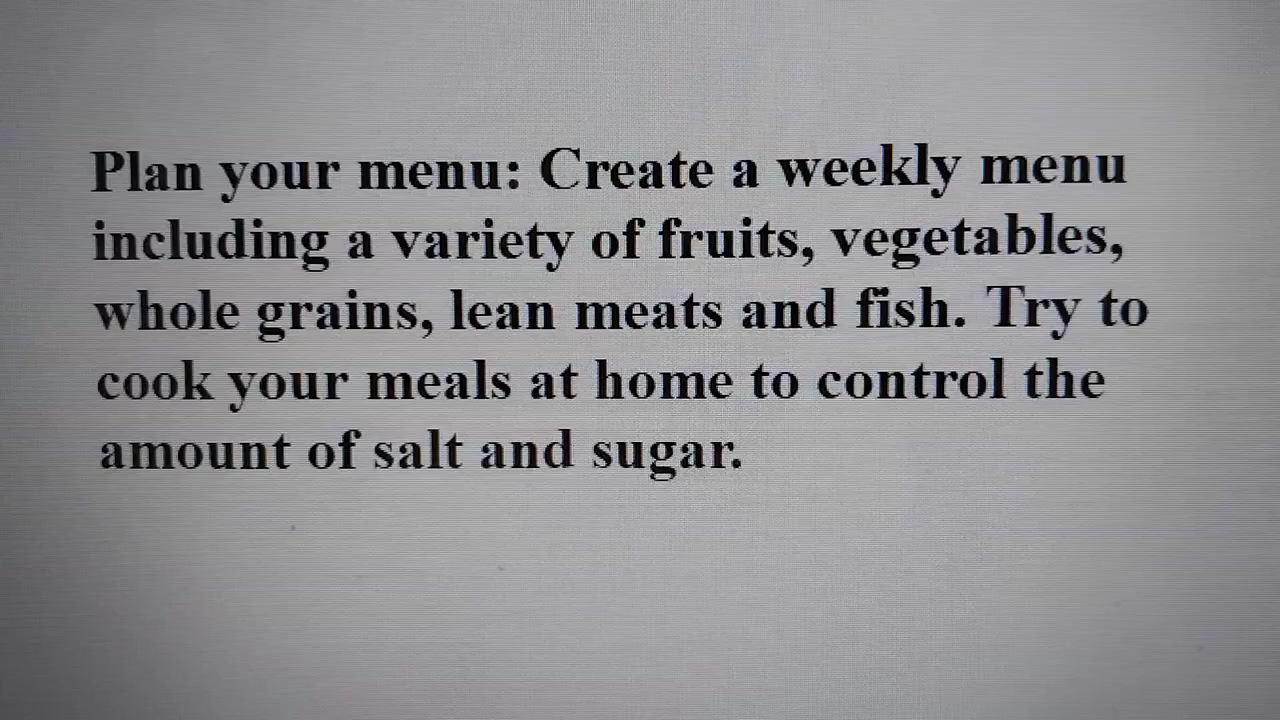 Plan your menu: Create a weekly menu
including a variety of fruits, vegetables,
whole grains, lean meats and fish. Try to
cook your meals at home to control the
amount of salt and sugar.